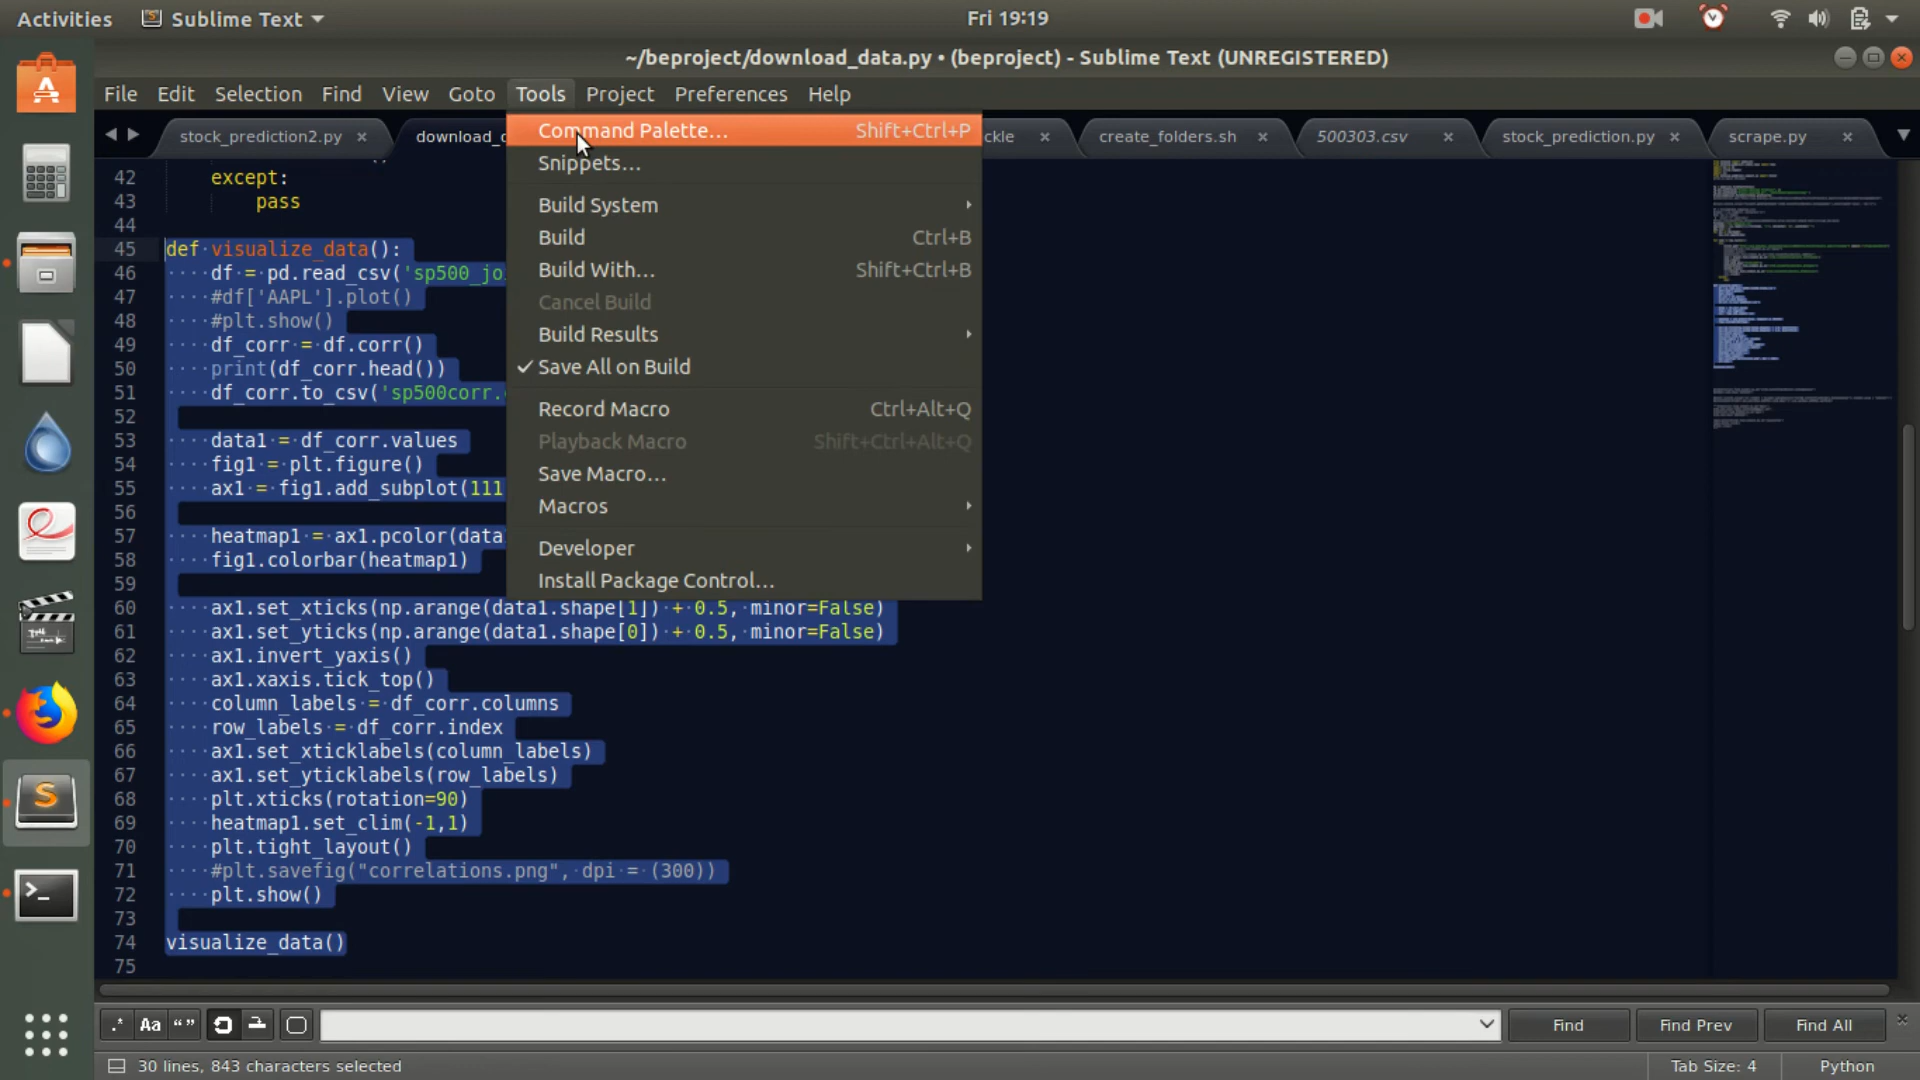 Activities Sublime Text Fri 19:19
~/beproject/download_data.py • (beproject) - Sublime Text (UNREGISTERED)
File Edit Selection Find View Goto Tools Project Preferences Help
stock_prediction2.py download_d ckle create_folders.sh 500303.csv stock_prediction.py scrape.py
Command Palette... Shift+Ctrl+P
Snippets...
Build System
Build Ctrl+B
Build With... Shift+Ctrl+B
Cancel Build
Build Results
Save All on Build
Record Macro Ctrl+Alt+Q
Playback Macro Shift+Ctrl+Alt+Q
Save Macro...
Macros
Developer
Install Package Control...
42 except:
43 pass
44
45 def visualize_data():
46 df = pd.read_csv('sp500_joi
47 #df['AAPL'].plot()
48 #plt.show()
49 df_corr = df.corr()
50 print(df_corr.head())
51 df_corr.to_csv('sp500corr.
52
53 data1 = df_corr.values
54 fig1 = plt.figure()
55 ax1 = fig1.add_subplot(111
56
57 heatmap1 = ax1.pcolor(data
58 fig1.colorbar(heatmap1)
59
60 ax1.set_xticks(np.arange(data1.shape[1]) + 0.5, minor=False)
61 ax1.set_yticks(np.arange(data1.shape[0]) + 0.5, minor=False)
62 ax1.invert_yaxis()
63 ax1.xaxis.tick_top()
64 column_labels = df_corr.columns
65 row_labels = df_corr.index
66 ax1.set_xticklabels(column_labels)
67 ax1.set_yticklabels(row_labels)
68 plt.xticks(rotation=90)
69 heatmap1.set_clim(-1,1)
70 plt.tight_layout()
71 #plt.savefig("correlations.png", dpi = (300))
72 plt.show()
73
74 visualize_data()
75
.* Aa “” Find Find Prev Find All
30 lines, 843 characters selected Tab Size: 4 Python